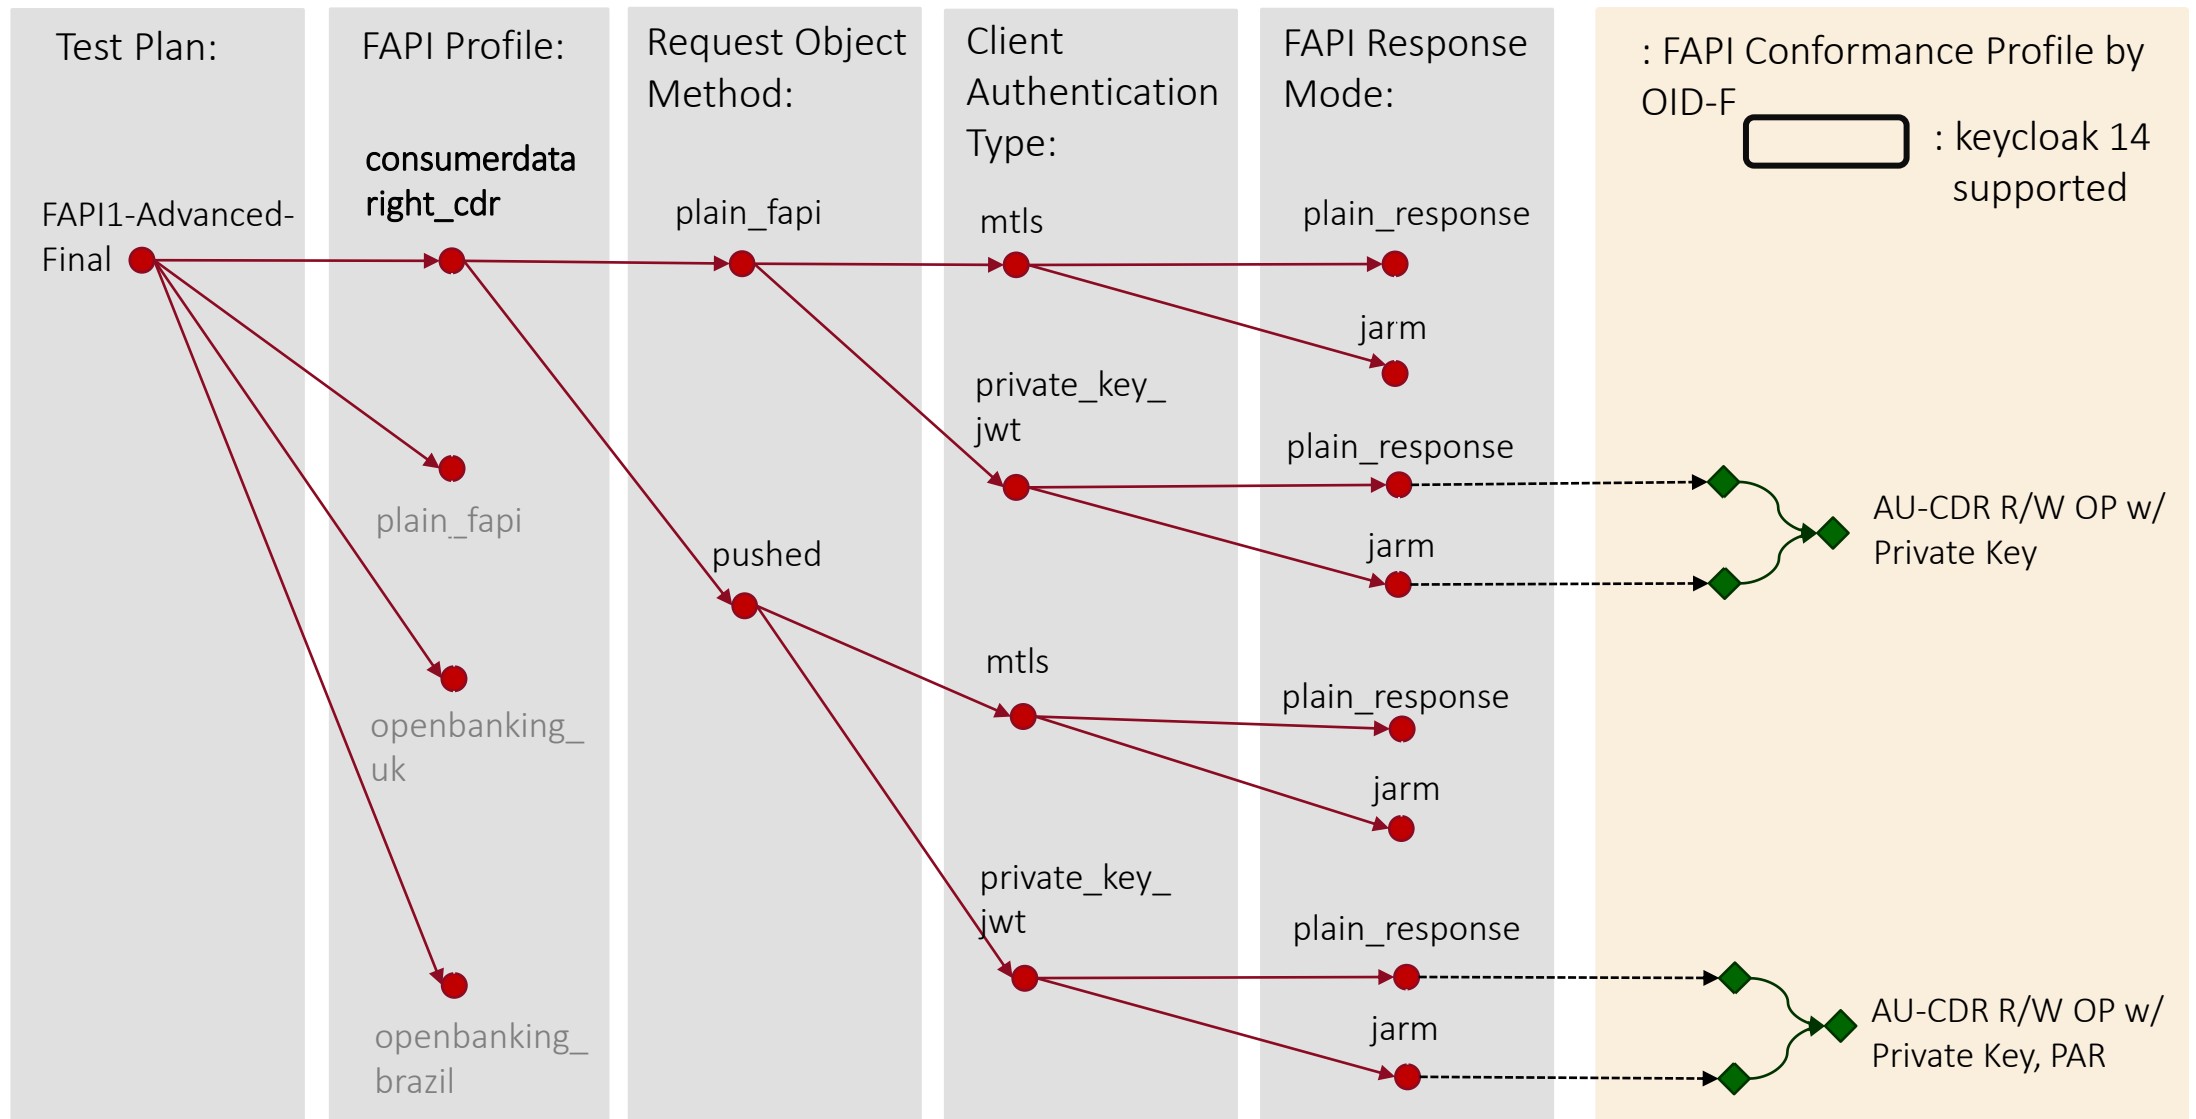 Test Plan:
FAPI1-Advanced-
Final
FAPI Profile:
consumerdata
right_cdr
plain_fapi
openbanking_
uk
openbanking_
brazil
Request Object
Method:
plain_fapi
pushed
Client
Authentication
Type:
mtls
private_key_
jwt
mtls
private_key_
jwt
FAPI Response
Mode:
plain_response
jarm
plain_response
jarm
plain_response
jarm
plain_response
jarm
: FAPI Conformance Profile by
OID-F
: keycloak 14
supported
AU-CDR R/W OP w/
Private Key
AU-CDR R/W OP w/
Private Key, PAR